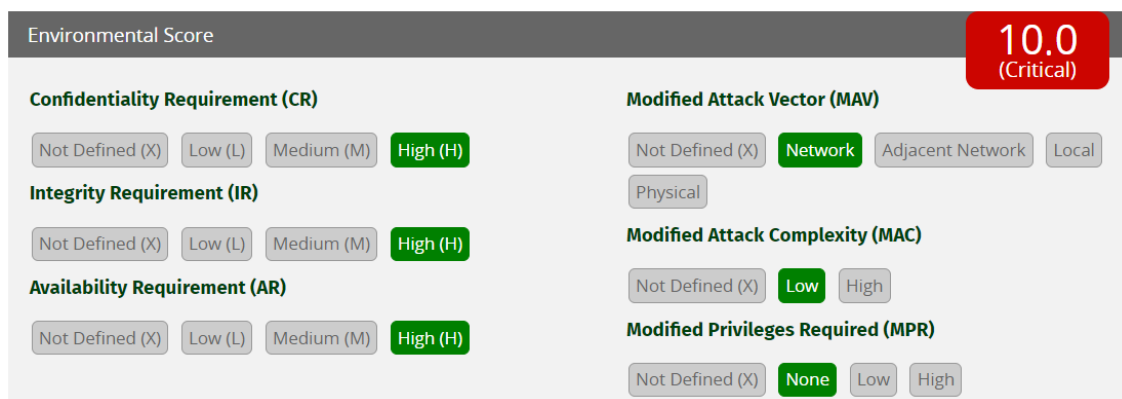 Environmental Score
10.0
(Critical)
Confidentiality Requirement (CR)
Not Defined (X) Low (L) Medium (M) High (H)
Integrity Requirement (IR)
Not Defined (X) Low (L) Medium (M) High (H)
Availability Requirement (AR)
Not Defined (X) Low (L) Medium (M) High (H)
Modified Attack Vector (MAV)
Not Defined (X) Network Adjacent Network Local
Physical
Modified Attack Complexity (MAC)
Not Defined (X) Low High
Modified Privileges Required (MPR)
Not Defined (X) None Low High